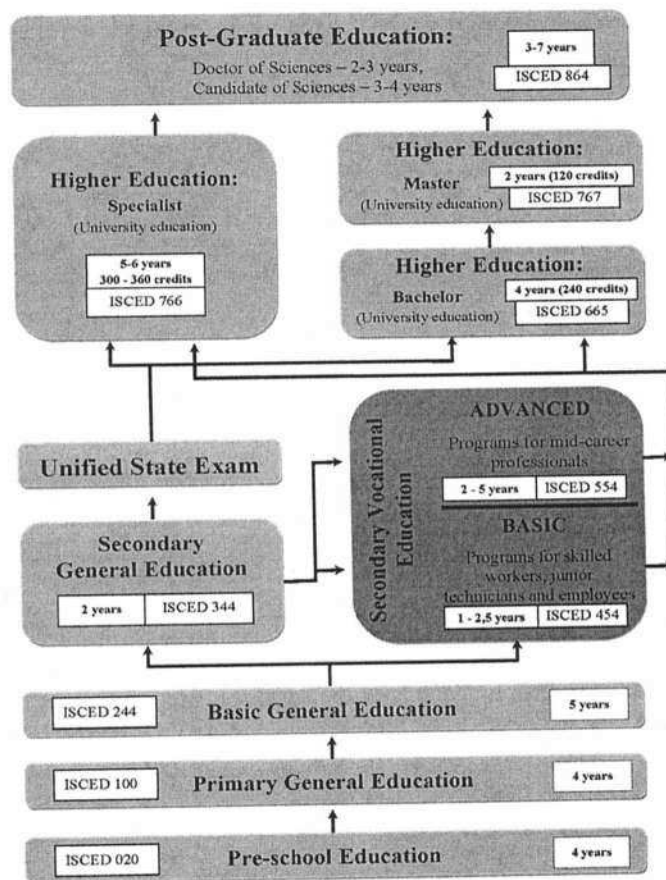 Post-Graduate Education:
Doctor of Sciences – 2-3 years,
Candidate of Sciences – 3-4 years
3-7 years
ISCED 864
Higher Education:
Specialist
(University education)
5-6 years
300 - 360 credits
ISCED 766
Higher Education:
Master
(University education)
2 years (120 credits)
ISCED 767
Higher Education:
Bachelor
(University education)
4 years (240 credits)
ISCED 665
Unified State Exam
Secondary
General Education
2 years
ISCED 344
Secondary Vocational
Education
ADVANCED
Programs for mid-career
professionals
2 - 5 years
ISCED 554
BASIC
Programs for skilled
workers, junior
technicians and employees
1 - 2,5 years
ISCED 454
ISCED 244
Basic General Education
5 years
ISCED 100
Primary General Education
4 years
ISCED 020
Pre-school Education
4 years